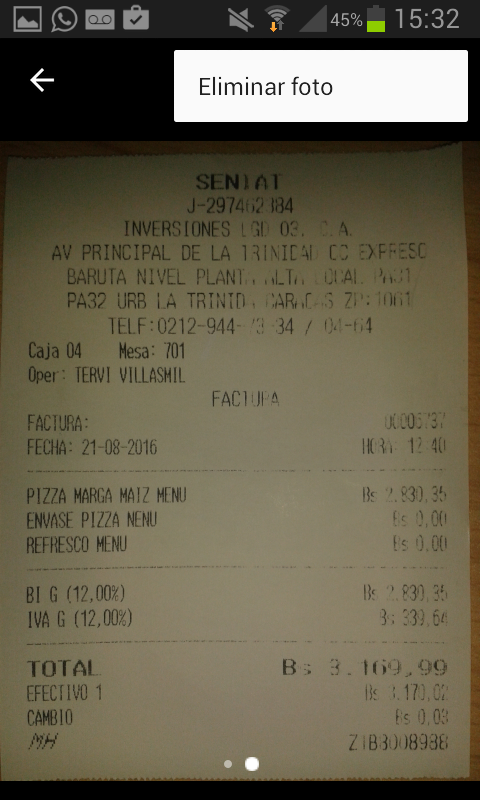 45% 15:32
Eliminar foto
SENIAT
J-297462384
INVERSIONES LGD 03. C.A.
AV PRINCIPAL DE LA TRINIDAD CC EXPRESO
BARUTA NIVEL PLANTA ALTA LOCAL PA31/
PA32 URB LA TRINIDAD CARACAS ZP:1061
TELF:0212-944- / 04-64
Caja 04 Mesa: 701
Oper: TERVI VILLASMIL
FACTURA
FACTURA: 00005737
FECHA: 21-08-2016 HORA: 12:40
PIZZA MARGA MAIZ MENU Bs 2.830,35
ENVASE PIZZA NENU Bs 0,00
REFRESCO MENU Bs 0,00
BI G (12,00%) Bs 2.830,35
IVA G (12,00%) Bs 339,64
TOTAL Bs 3.169,99
EFECTIVO 1 Bs 3.170,02
CAMBIO Bs 0,03
MH Z1B3008938